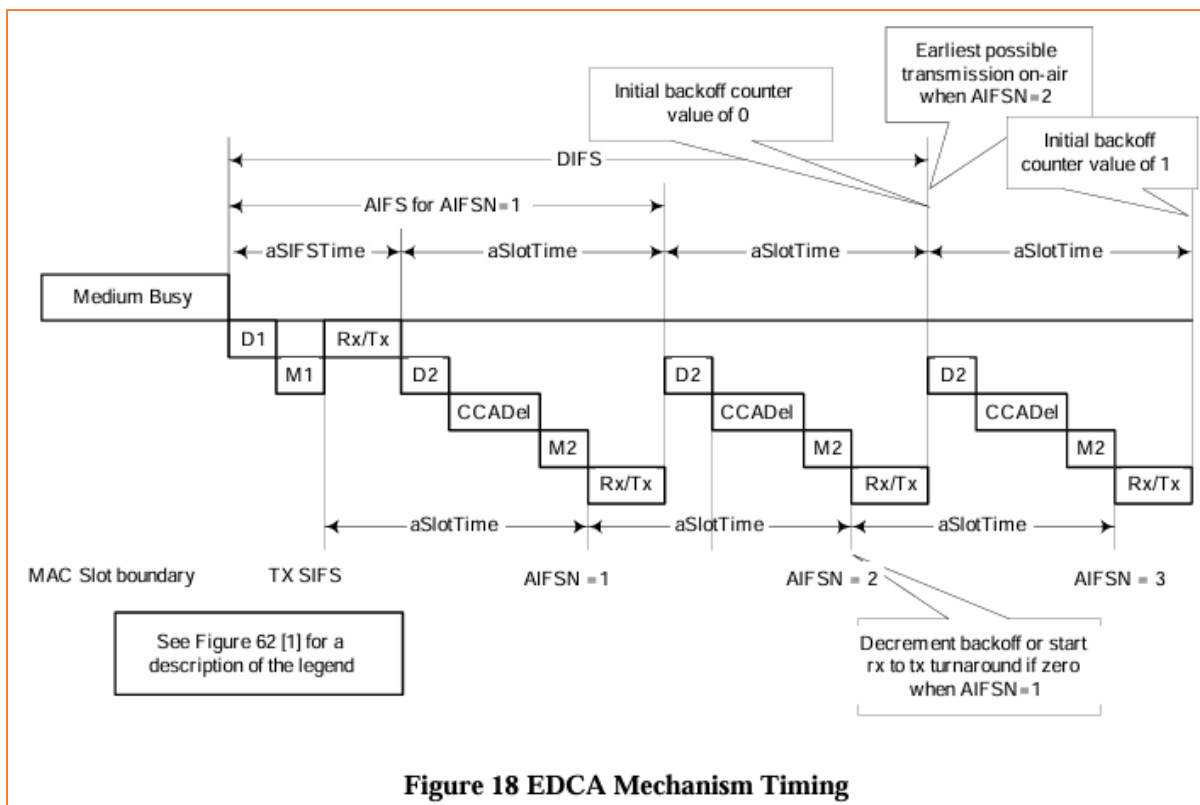 Earliest possible
transmission on-air
when AIFSN=2
Initial backoff counter
value of 0
Initial backoff
counter value of 1
DIFS
AIFS for AIFSN=1
aSIFSTime
aSlotTime
aSlotTime
aSlotTime
Medium Busy
D1
Rx/Tx
M1
D2
D2
D2
CCADel
CCADel
CCADel
M2
M2
M2
Rx/Tx
Rx/Tx
Rx/Tx
aSlotTime
aSlotTime
aSlotTime
MAC Slot boundary
TX SIFS
AIFSN = 1
AIFSN = 2
AIFSN = 3
See Figure 62 [1] for a
description of the legend
Decrement backoff or start
rx to tx turnaround if zero
when AIFSN=1
Figure 18 EDCA Mechanism Timing